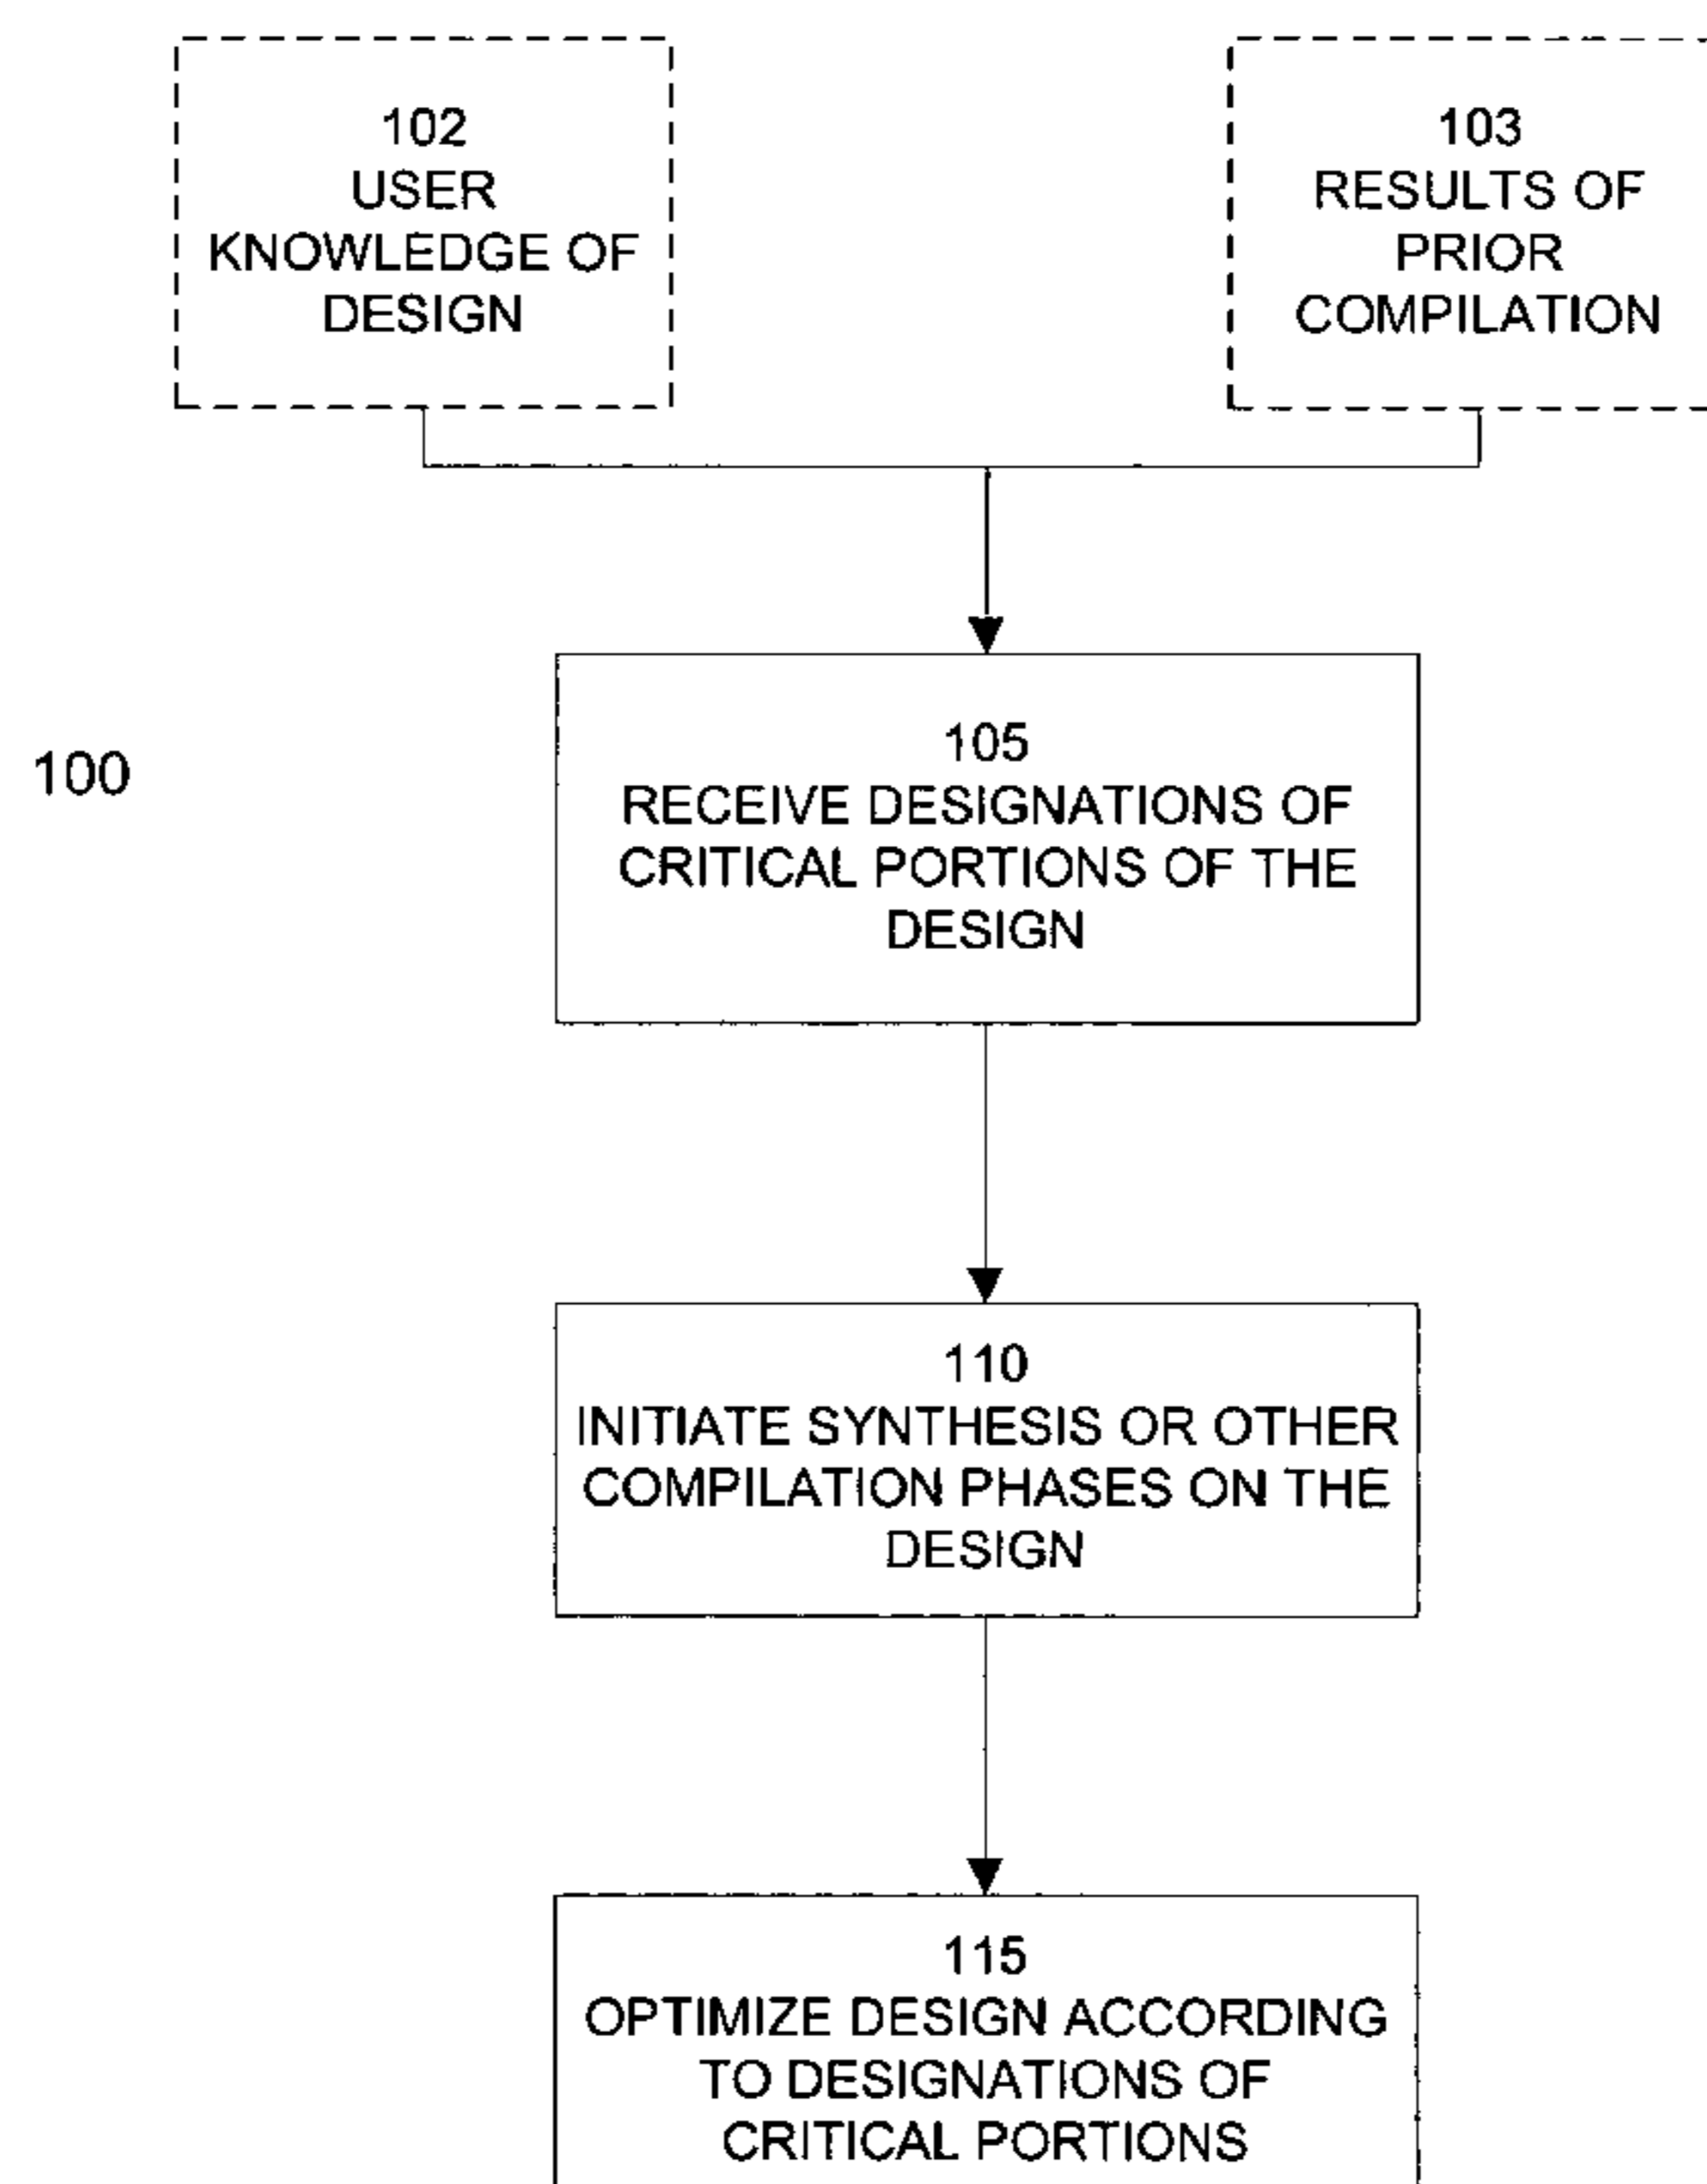 102
USER
KNOWLEDGE OF
DESIGN
103
RESULTS OF
PRIOR
COMPILATION
100
105
RECEIVE DESIGNATIONS OF
CRITICAL PORTIONS OF THE
DESIGN
110
INITIATE SYNTHESIS OR OTHER
COMPILATION PHASES ON THE
DESIGN
115
OPTIMIZE DESIGN ACCORDING
TO DESIGNATIONS OF
CRITICAL PORTIONS